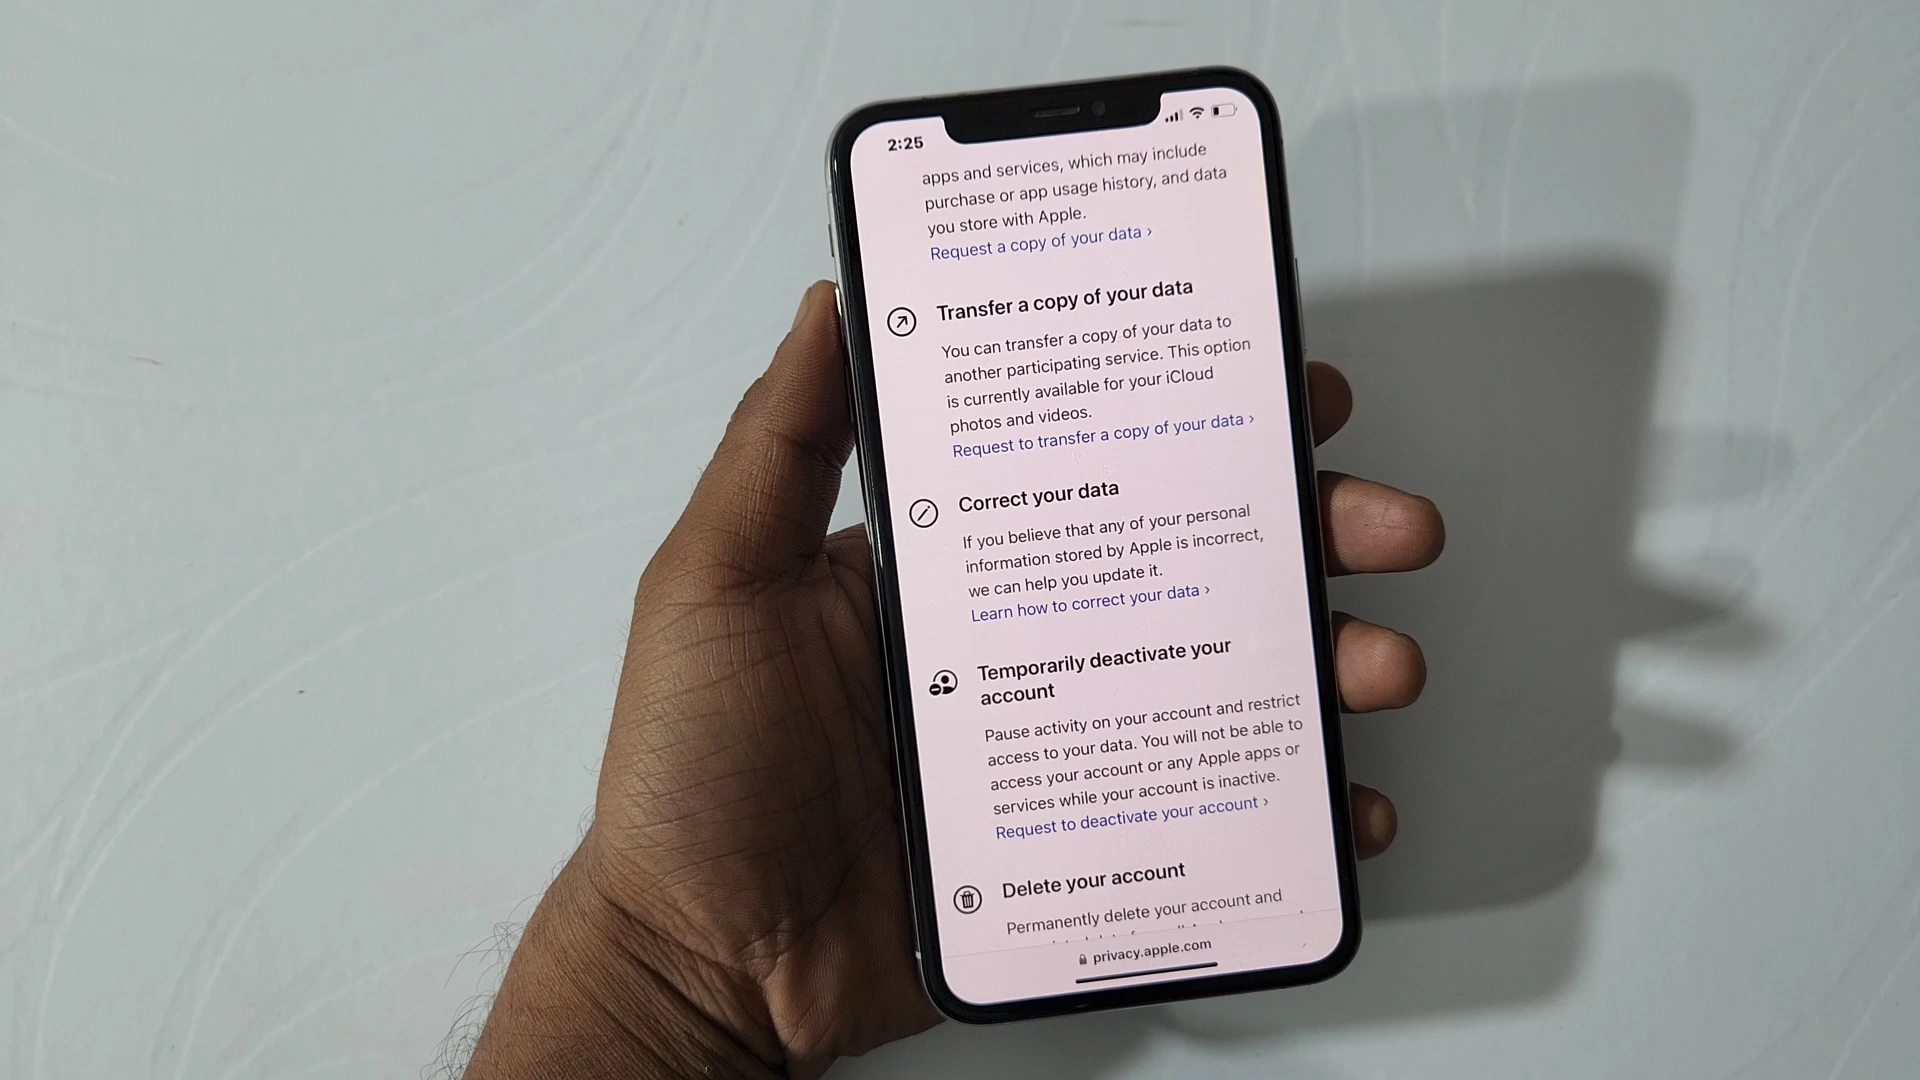 2:25
apps and services, which may include
purchase or app usage history, and data
you store with Apple.
Request a copy of your data ›
Transfer a copy of your data
You can transfer a copy of your data to
another participating service. This option
is currently available for your iCloud
photos and videos.
Request to transfer a copy of your data ›
Correct your data
If you believe that any of your personal
information stored by Apple is incorrect,
we can help you update it.
Learn how to correct your data ›
Temporarily deactivate your
account
Pause activity on your account and restrict
access to your data. You will not be able to
access your account or any Apple apps or
services while your account is inactive.
Request to deactivate your account ›
Delete your account
Permanently delete your account and
privacy.apple.com